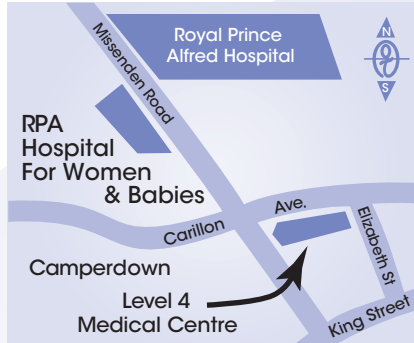 Royal Prince
Alfred Hospital
N
S
Missenden Road
RPA
Hospital
For Women
& Babies
Carillon Ave.
Elizabeth St
Camperdown
Level 4
Medical Centre
King Street